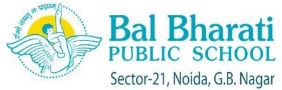 Bal Bharati
PUBLIC SCHOOL
Sector-21, Noida, G.B. Nagar